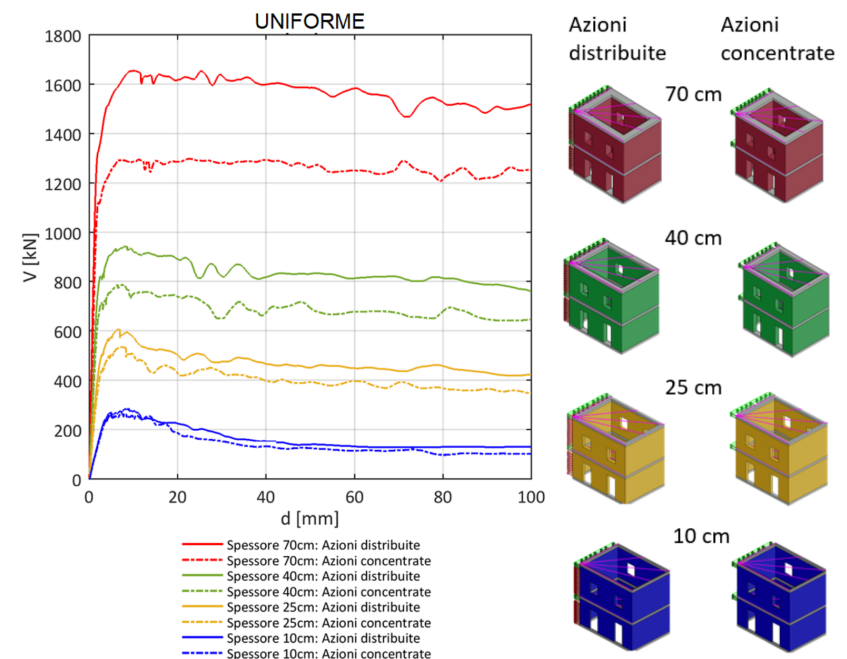 UNIFORME
1800
1600
1400
1200
1000
800
600
400
200
0
V [kN]
0 20 40 60 80 100
d [mm]
Spessore 70cm: Azioni distribuite
Spessore 70cm: Azioni concentrate
Spessore 40cm: Azioni distribuite
Spessore 40cm: Azioni concentrate
Spessore 25cm: Azioni distribuite
Spessore 25cm: Azioni concentrate
Spessore 10cm: Azioni distribuite
Spessore 10cm: Azioni concentrate
Azioni distribuite
Azioni concentrate
70 cm
40 cm
25 cm
10 cm